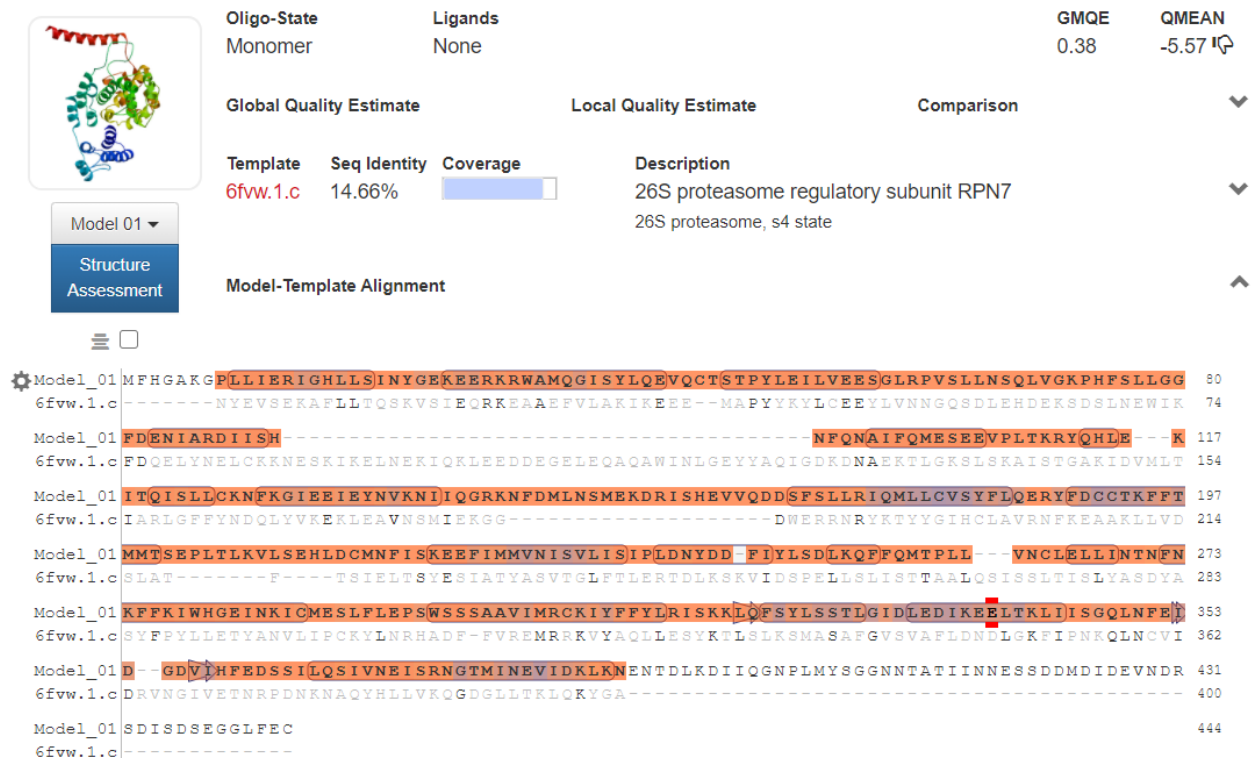 Oligo-State Ligands GMQE QMEAN
Monomer None 0.38 -5.57
Global Quality Estimate Local Quality Estimate Comparison
Template Seq Identity Coverage Description
6fvw.1.c 14.66% 26S proteasome regulatory subunit RPN7
26S proteasome, s4 state
Model 01
Structure
Assessment
Model-Template Alignment
Model_01 MFHGAKGPLLIERIGHLLSINYGEKEERKRWAMQGISYLQEVQCTSTPYLEILVEESGLRPVSLLNSQLVGKPHFSLLGG 80
6fvw.1.c -------NYEVSEKAFLLTQSKVSIEQRKEAAEFVLAKIKEEE--MAPYYKYLCEEYLVNNGQSDLEHDEKSDSLNEWIK 74
Model_01 FDENIARDIISH----------------------------------------NFQNAIFQMESEEVPLTKRYQHLE---K 117
6fvw.1.c FDQELYNELCKKNESKIKELNEKIQKLEEDDEGELEQAQAWINLGEYYAQIGDKDNAEKTLGKSLSKAISTGAKIDVMLT 154
Model_01 ITQISLLCKNFKGIEEIEYNVKNIIQGRKNFDMLNSMEKDRISHEVVQDDSFSLLRIQMLLCVSYFLQERYFDCCTKFFT 197
6fvw.1.c IARLGFFYNDQLYVKEKLEAVNSMIEKGG--------------------DWERRNRYKTYYGIHCLAVRNFKEAAKLLVD 214
Model_01 MMTSEPLTLKVLSEHLDCMNFISKEEFIMMVNISVLISIPLDNYDD-FIYLSDLKQFFQMTPLL---VNCLELLINTNFN 273
6fvw.1.c SLAT-------F----TSIELTSYESIATYASVTGLFTLERTDLKSKVIDSPELLSLISTTAALQSISSLTISLYASDYA 283
Model_01 KFFKIWHGEINKICMESLFLEPSWSSSAAVIMRCKIYFFYLRISKKLQFSYLSSTLGIDLEDIKEELTKLIISGQLNFEI 353
6fvw.1.c SYFPYLLETYANVLIPCKYLNRHADF-FVREMRRKVYAQLLESYKTLSLKSMASAFGVSVAFLDNDLGKFIPNKQLNCVI 362
Model_01 D--GDVIHFEDSSILQSIVNEISRNGTMINEVIDKLKNENTDLKDIIQGNPLMYSGGNNTATIINNESSDDMDIDEVNDR 431
6fvw.1.c DRVNGIVETNRPDNKNAQYHLLVKQGDGLLTKLQKYGA------------------------------------------ 400
Model_01 SDISDSEGGLFEC 444
6fvw.1.c -------------